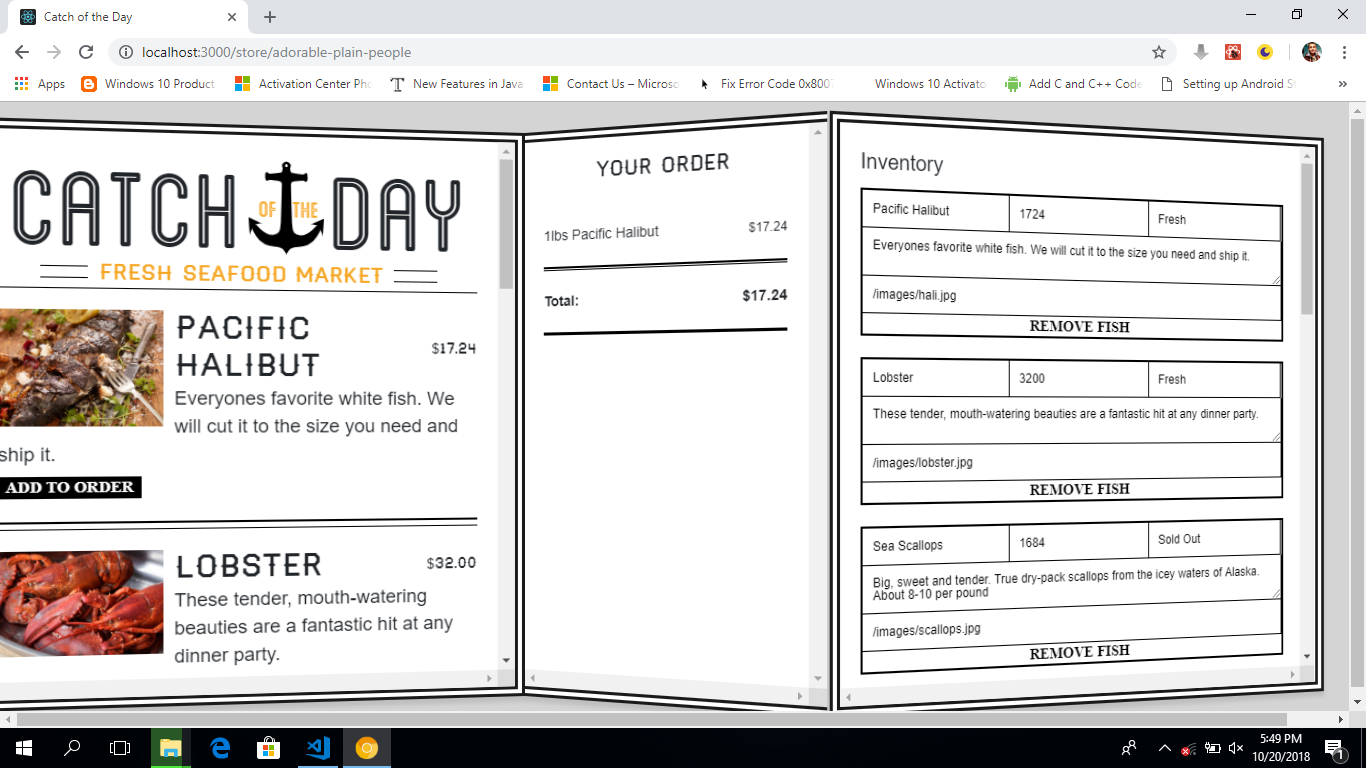 Catch of the Day
localhost:3000/store/adorable-plain-people
Apps
Windows 10 Product
Activation Center Pho
New Features in Java
Contact Us – Microso
Fix Error Code 0x8007
Windows 10 Activato
Add C and C++ Code
Setting up Android S
»
CATCH OF THE DAY
FRESH SEAFOOD MARKET
PACIFIC
HALIBUT
$17.24
Everyones favorite white fish. We
will cut it to the size you need and
ship it.
ADD TO ORDER
LOBSTER
$32.00
These tender, mouth-watering
beauties are a fantastic hit at any
dinner party.
YOUR ORDER
1lbs Pacific Halibut
$17.24
Total:
$17.24
Inventory
Pacific Halibut
1724
Fresh
Everyones favorite white fish. We will cut it to the size you need and ship it.
/images/hali.jpg
REMOVE FISH
Lobster
3200
Fresh
These tender, mouth-watering beauties are a fantastic hit at any dinner party.
/images/lobster.jpg
REMOVE FISH
Sea Scallops
1684
Sold Out
Big, sweet and tender. True dry-pack scallops from the icey waters of Alaska.
About 8-10 per pound
/images/scallops.jpg
REMOVE FISH
5:49 PM
10/20/2018
1